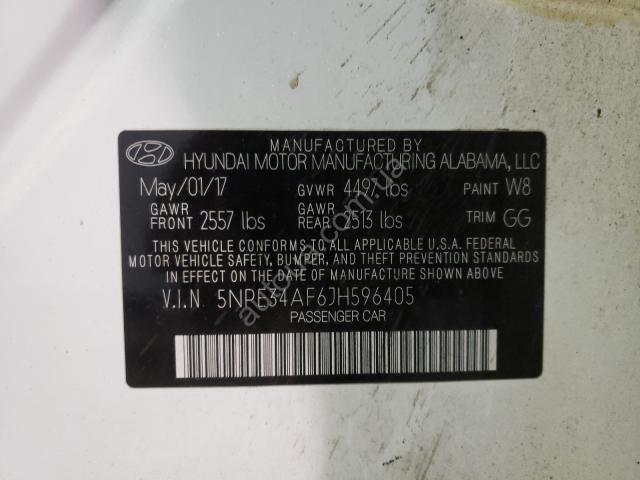 MANUFACTURED BY
HYUNDAI MOTOR MANUFACTURING ALABAMA, LLC
May/01/17 GVWR 4497 lbs PAINT W8
GAWR FRONT 2557 lbs GAWR REAR 2513 lbs TRIM GG
THIS VEHICLE CONFORMS TO ALL APPLICABLE U.S.A. FEDERAL
MOTOR VEHICLE SAFETY, BUMPER, AND THEFT PREVENTION STANDARDS
IN EFFECT ON THE DATE OF MANUFACTURE SHOWN ABOVE.
V.I.N. 5NPE34AF6JH596405
PASSENGER CAR